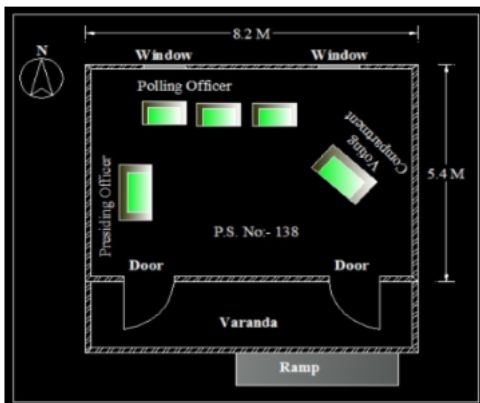 8.2 M
N
Window
Window
Polling Officer
Voting
Compartment
5.4 M
Presiding Officer
P.S. No:- 138
Door
Door
Varanda
Ramp